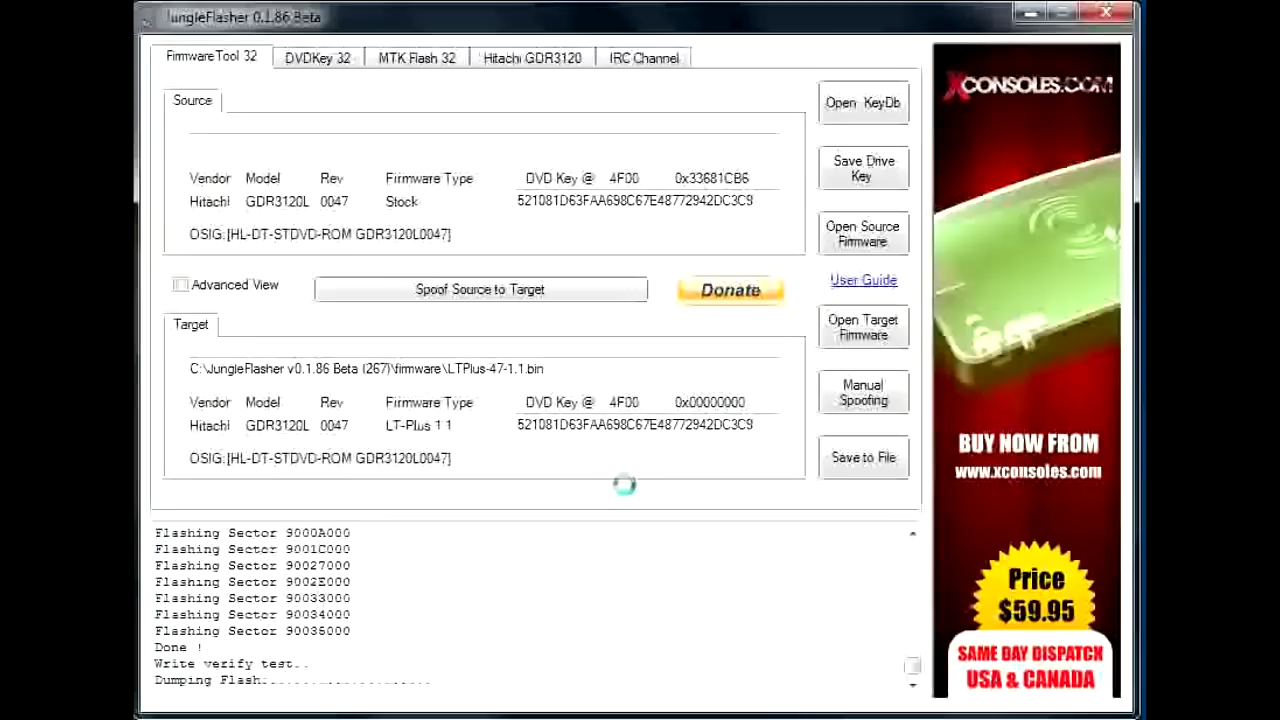 JungleFlasher 0.1.86 Beta
FirmwareTool 32
DVDKey 32
MTK Flash 32
Hitachi GDR3120
IRC Channel
Source
Vendor Model Rev Firmware Type DVD Key @ 4F00 0x33681CB6
Hitachi GDR3120L 0047 Stock 521081D63FAA698C67E48772942DC3C9
OSIG:[HL-DT-STDVD-ROM GDR3120L0047]
Advanced View
Spoof Source to Target
Donate
Target
C:\JungleFlasher v0.1.86 Beta (267)\firmware\LTPlus-47-1.1.bin
Vendor Model Rev Firmware Type DVD Key @ 4F00 0x00000000
Hitachi GDR3120L 0047 LT-Plus 1.1 521081D63FAA698C67E48772942DC3C9
OSIG:[HL-DT-STDVD-ROM GDR3120L0047]
Open KeyDb
Save Drive
Key
Open Source
Firmware
User Guide
Open Target
Firmware
Manual
Spoofing
Save to File
Flashing Sector 9000A000
Flashing Sector 9001C000
Flashing Sector 90027000
Flashing Sector 9002E000
Flashing Sector 90033000
Flashing Sector 90034000
Flashing Sector 90035000
Done !
Write verify test..
Dumping Flash.....................
XCONSOLES.COM
BUY NOW FROM
www.xconsoles.com
Price
$59.95
SAME DAY DISPATCH
USA & CANADA